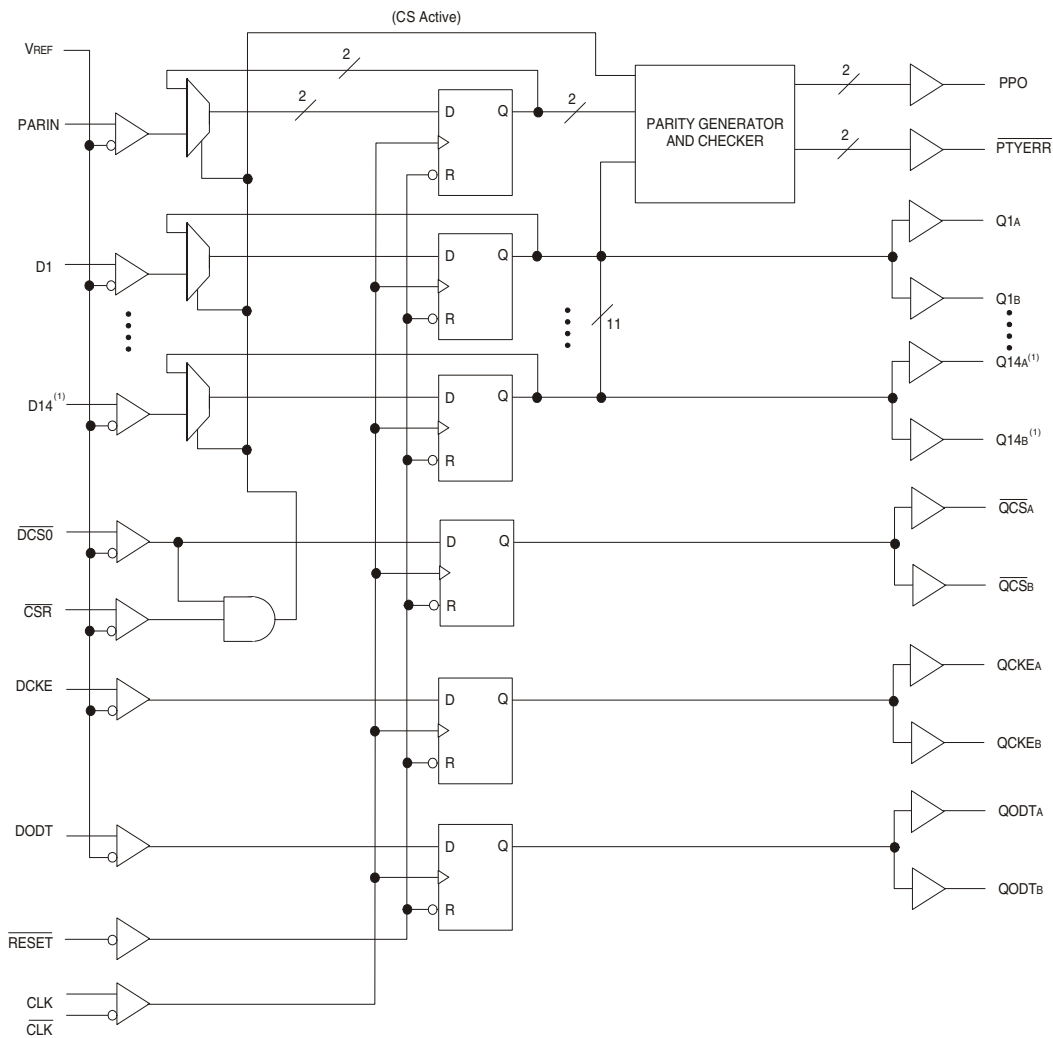 (CS Active)
VREF
2
2
2
2
PPO
PARIN
D
Q
R
PARITY GENERATOR
AND CHECKER
2
PTYERR
Q1A
D1
D
Q
R
Q1B
11
D14(1)
D
Q
R
Q14A(1)
Q14B(1)
DCS0
D
Q
R
QCSA
QCSB
CSR
DCKE
D
Q
R
QCKEA
QCKEB
DODT
D
Q
R
QODTA
QODTB
RESET
CLK
CLK